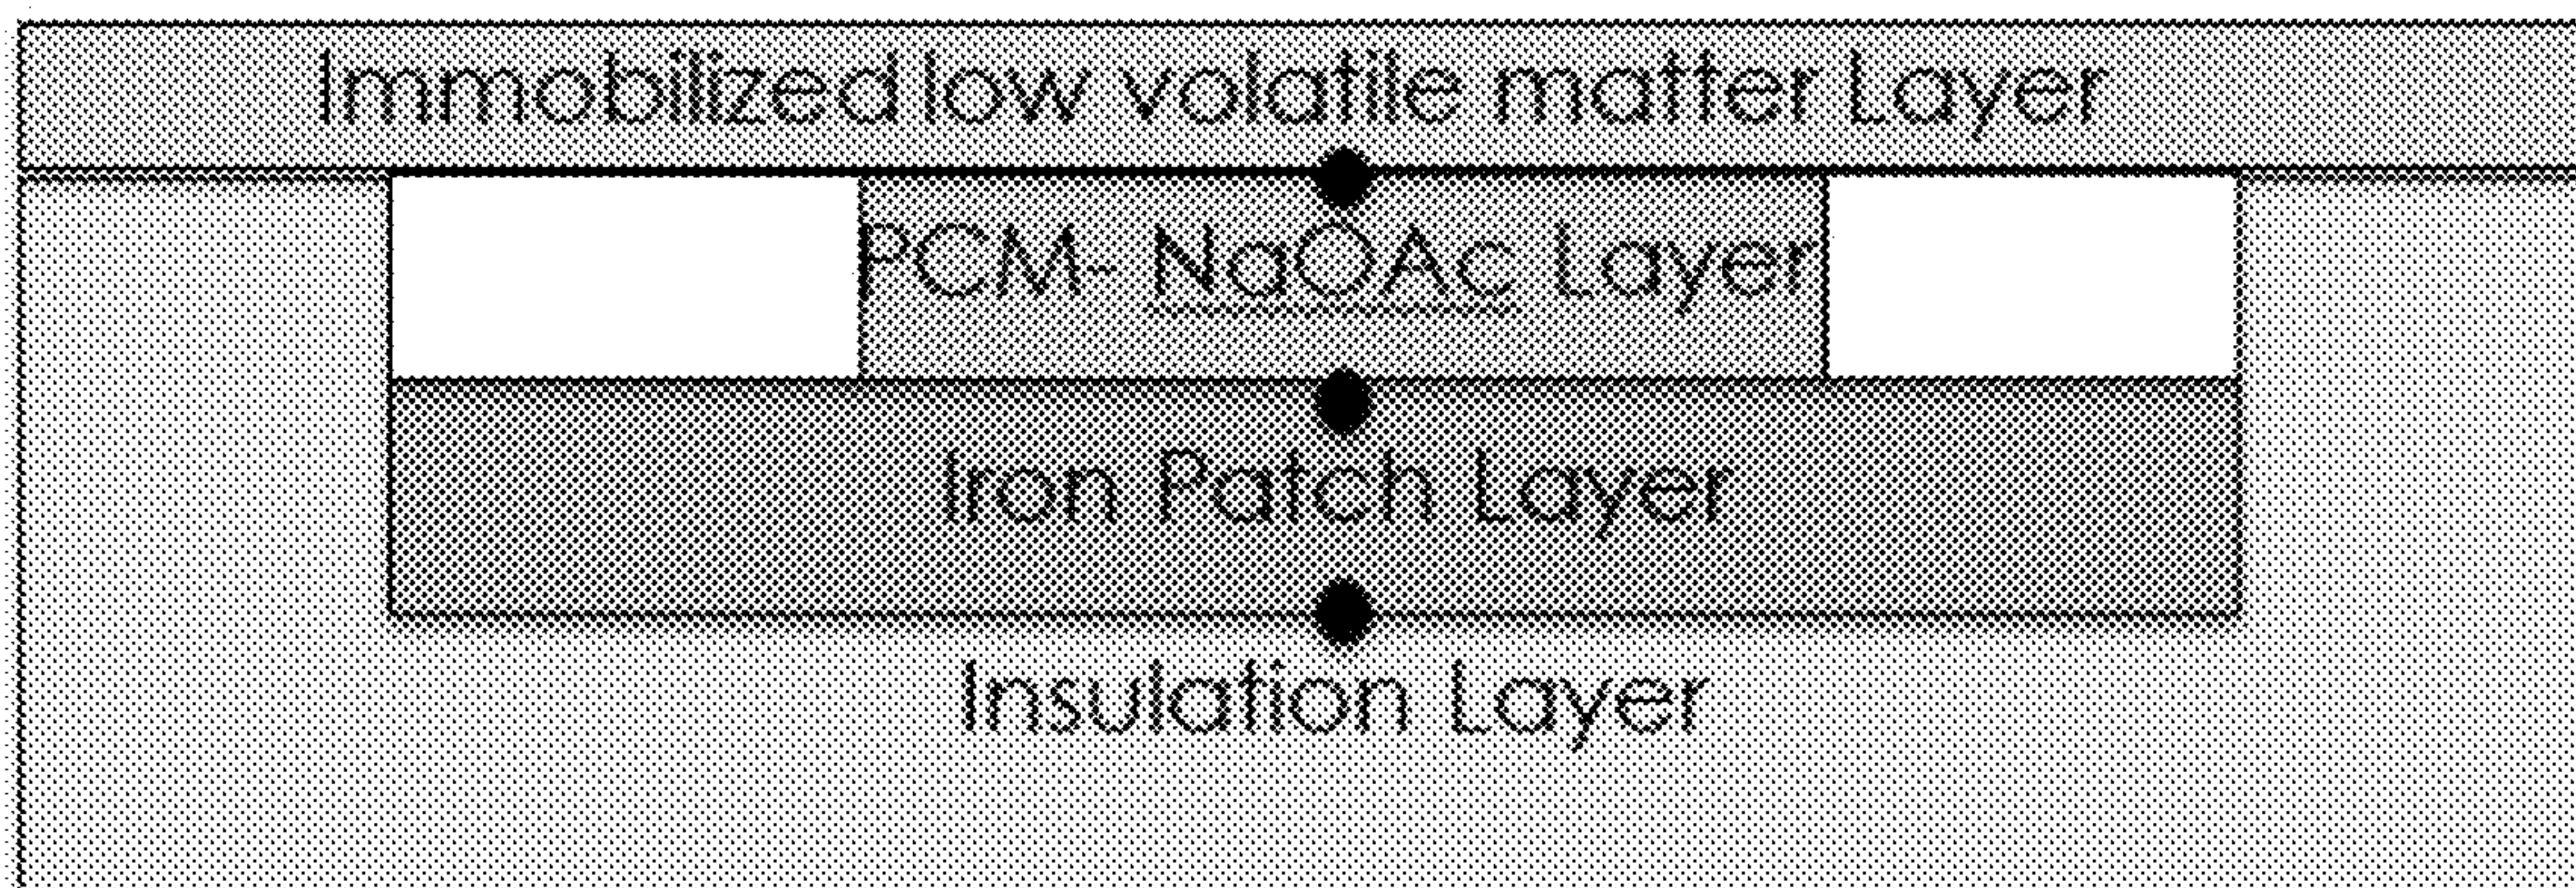 Immobilized low volatile matter Layer
PCM- NaOAc Layer
Iron Patch Layer
Insulation Layer